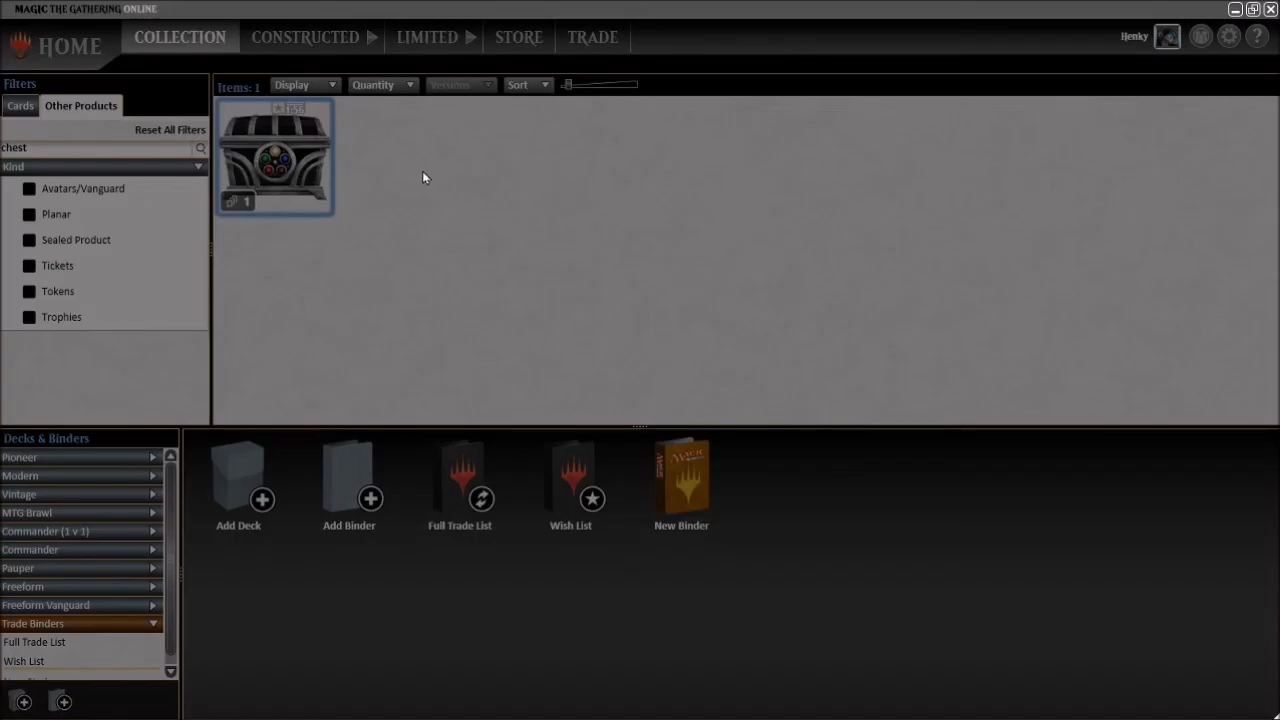 MAGIC THE GATHERING ONLINE
HOME
COLLECTION
CONSTRUCTED
LIMITED
STORE
TRADE
Henky
Filters
Cards
Other Products
Reset All Filters
chest
Kind
Avatars/Vanguard
Planar
Sealed Product
Tickets
Tokens
Trophies
Items: 1
Display
Quantity
Versions
Sort
1
Decks & Binders
Pioneer
Modern
Vintage
MTG Brawl
Commander (1 v 1)
Commander
Pauper
Freeform
Freeform Vanguard
Trade Binders
Full Trade List
Wish List
Add Deck
Add Binder
Full Trade List
Wish List
New Binder